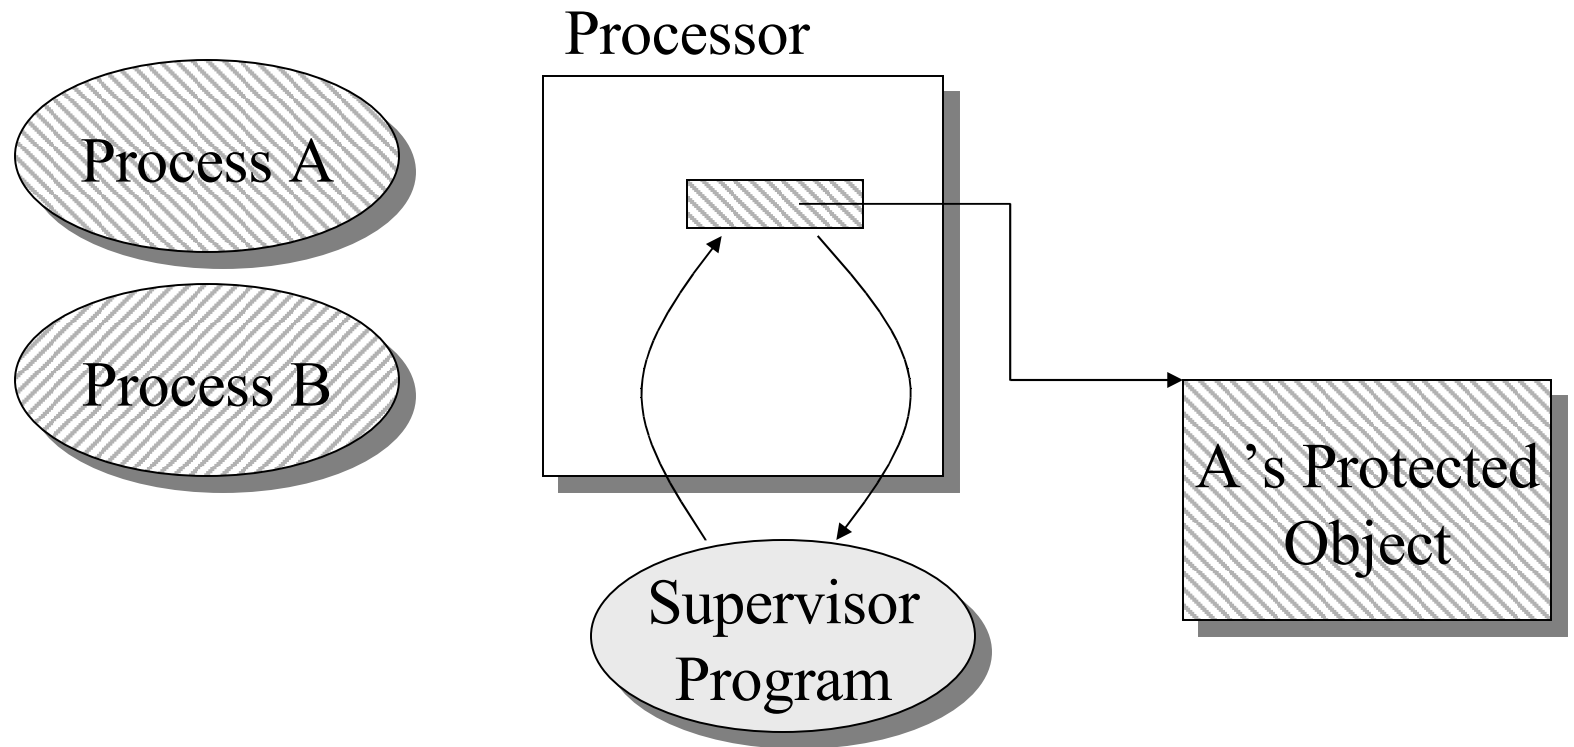 Processor
Process A
Process B
A’s Protected
Object
Supervisor
Program